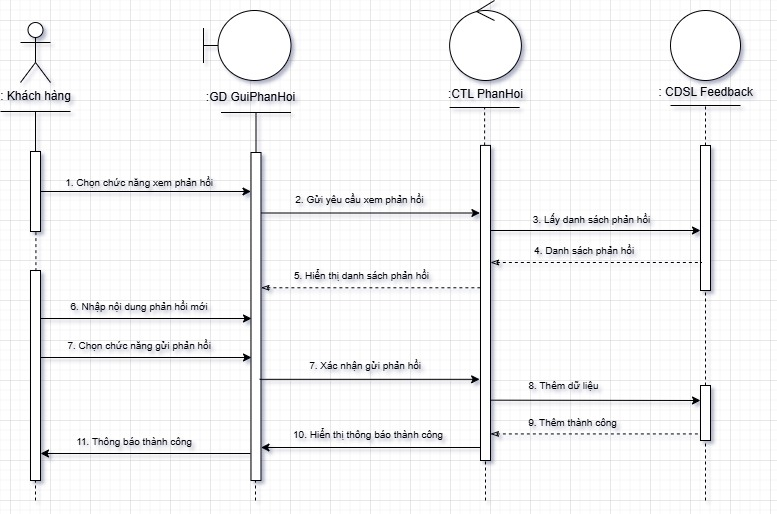 : Khách hàng
:GD GuiPhanHoi
:CTL PhanHoi
: CDSL Feedback
1. Chọn chức năng xem phản hồi
2. Gửi yêu cầu xem phản hồi
3. Lấy danh sách phản hồi
4. Danh sách phản hồi
5. Hiển thị danh sách phản hồi
6. Nhập nội dung phản hồi mới
7. Chọn chức năng gửi phản hồi
7. Xác nhận gửi phản hồi
8. Thêm dữ liệu
9. Thêm thành công
10. Hiển thị thông báo thành công
11. Thông báo thành công